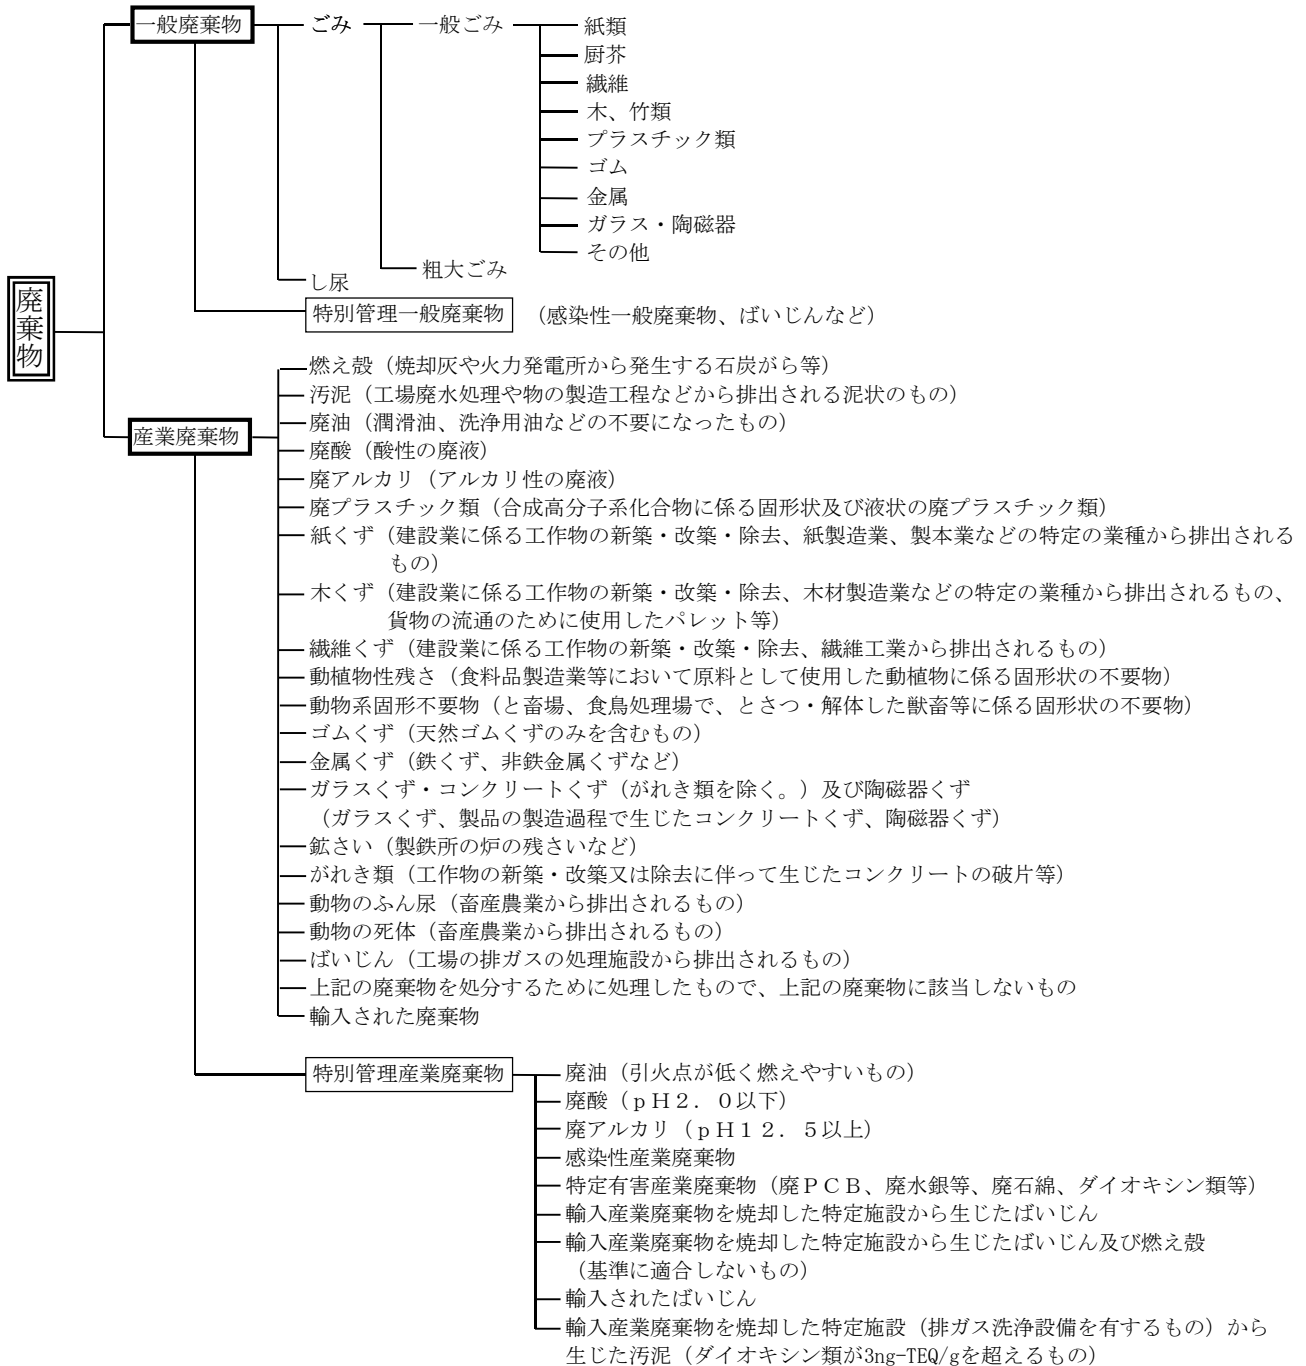 一般廃棄物
ごみ
一般ごみ
紙類
厨芥
繊維
木、竹類
プラスチック類
ゴム
金属
ガラス・陶磁器
その他
粗大ごみ
し尿
特別管理一般廃棄物
（感染性一般廃棄物、ばいじんなど）
廃棄物
産業廃棄物
燃え殻（焼却灰や火力発電所から発生する石炭がら等）
汚泥（工場廃水処理や物の製造工程などから排出される泥状のもの）
廃油（潤滑油、洗浄用油などの不要になったもの）
廃酸（酸性の廃液）
廃アルカリ（アルカリ性の廃液）
廃プラスチック類（合成高分子系化合物に係る固形状及び液状の廃プラスチック類）
紙くず（建設業に係る工作物の新築・改築・除去、紙製造業、製本業などの特定の業種から排出される
もの）
木くず（建設業に係る工作物の新築・改築・除去、木材製造業などの特定の業種から排出されるもの、
貨物の流通のために使用したパレット等）
繊維くず（建設業に係る工作物の新築・改築・除去、繊維工業から排出されるもの）
動植物性残さ（食料品製造業等において原料として使用した動植物に係る固形状の不要物）
動物系固形不要物（と畜場、食鳥処理場で、とさつ・解体した獣畜等に係る固形状の不要物）
ゴムくず（天然ゴムくずのみを含むもの）
金属くず（鉄くず、非鉄金属くずなど）
ガラスくず・コンクリートくず（がれき類を除く。）及び陶磁器くず
（ガラスくず、製品の製造過程で生じたコンクリートくず、陶磁器くず）
鉱さい（製鉄所の炉の残さいなど）
がれき類（工作物の新築・改築又は除去に伴って生じたコンクリートの破片等）
動物のふん尿（畜産農業から排出されるもの）
動物の死体（畜産農業から排出されるもの）
ばいじん（工場の排ガスの処理施設から排出されるもの）
上記の廃棄物を処分するために処理したもので、上記の廃棄物に該当しないもの
輸入された廃棄物
特別管理産業廃棄物
廃油（引火点が低く燃えやすいもの）
廃酸（ｐＨ２．０以下）
廃アルカリ（ｐＨ１２．５以上）
感染性産業廃棄物
特定有害産業廃棄物（廃ＰＣＢ、廃水銀等、廃石綿、ダイオキシン類等）
輸入産業廃棄物を焼却した特定施設から生じたばいじん
輸入産業廃棄物を焼却した特定施設から生じたばいじん及び燃え殻
（基準に適合しないもの）
輸入されたばいじん
輸入産業廃棄物を焼却した特定施設（排ガス洗浄設備を有するもの）から
生じた汚泥（ダイオキシン類が3ng-TEQ/gを超えるもの）